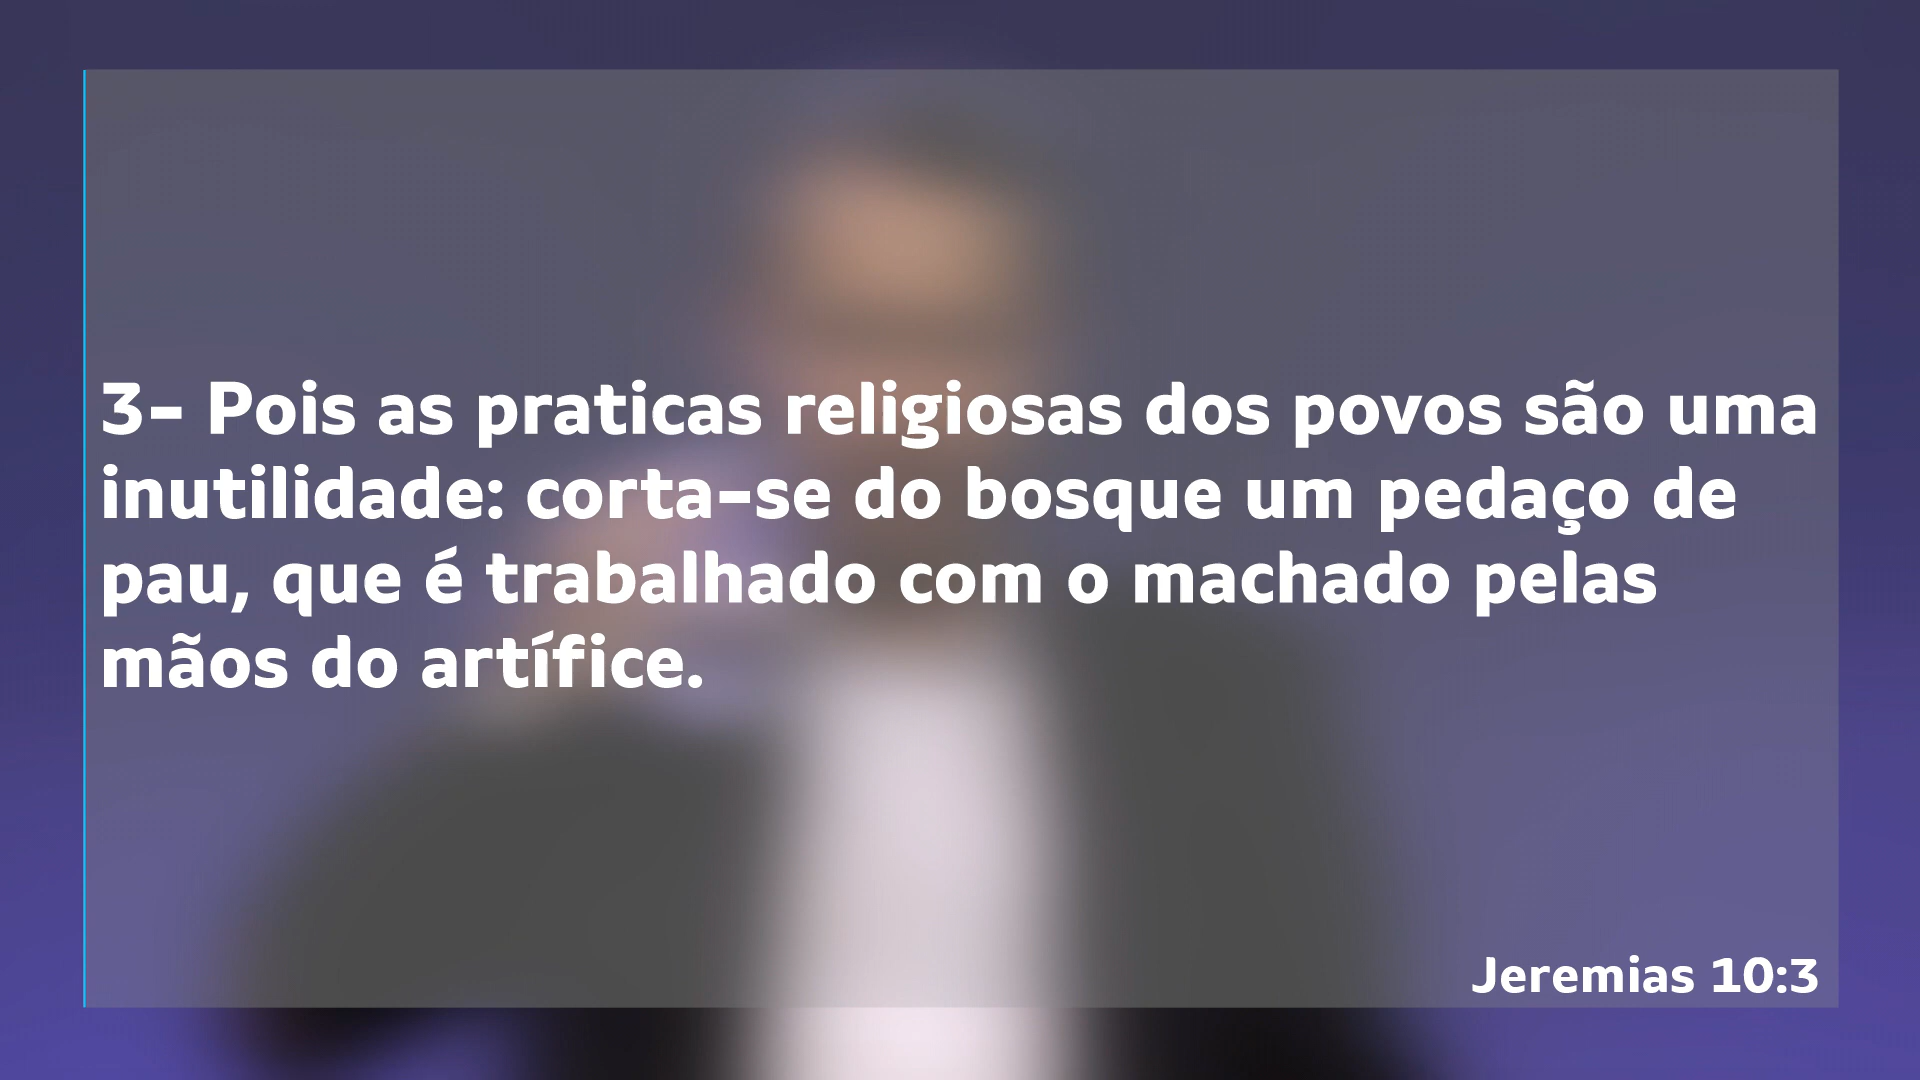 3- Pois as praticas religiosas dos povos são uma
inutilidade: corta-se do bosque um pedaço de
pau, que é trabalhado com o machado pelas
mãos do artífice.
Jeremias 10:3